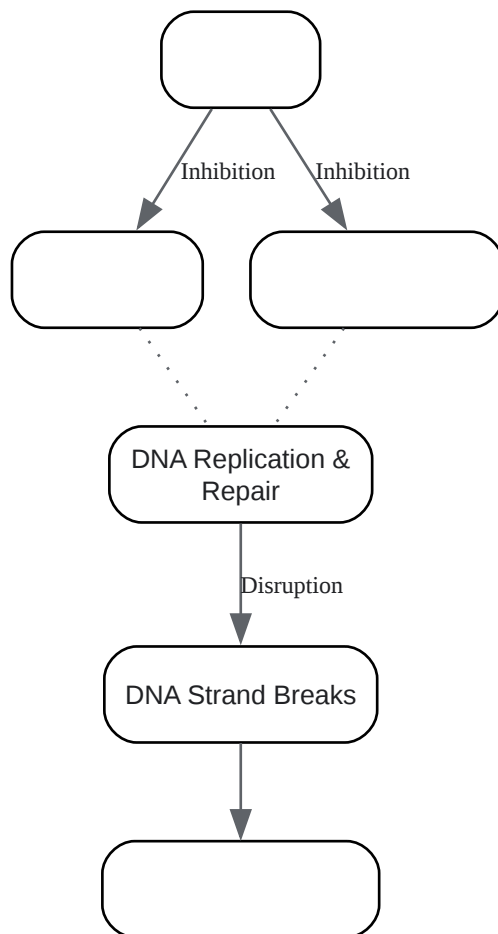 Inhibition Inhibition
DNA Replication &
Repair
Disruption
DNA Strand Breaks